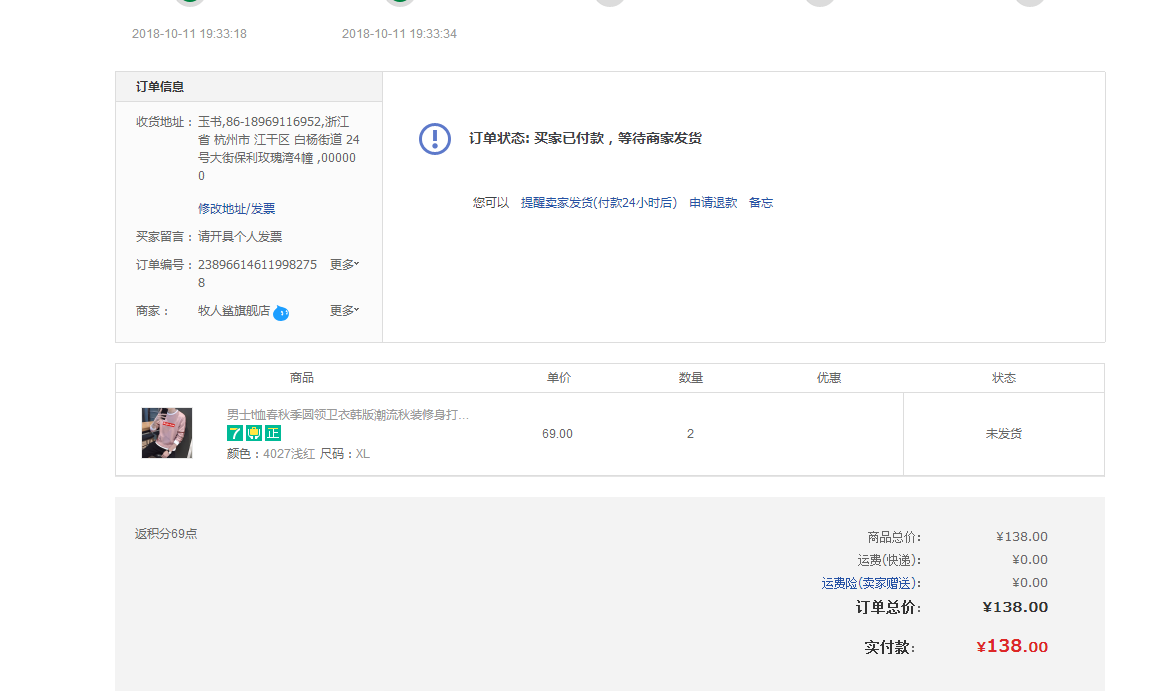 2018-10-11 19:33:18
2018-10-11 19:33:34
订单信息
收货地址： 玉书,86-18969116952,浙江
省 杭州市 江干区 白杨街道 24
号大街保利玫瑰湾4幢 ,00000
0
修改地址/发票
买家留言： 请开具个人发票
订单编号： 23896614611998275 更多
8
商家： 牧人鲨旗舰店 更多
订单状态: 买家已付款，等待商家发货
您可以 提醒卖家发货(付款24小时后) 申请退款 备忘
商品 单价 数量 优惠 状态
男士t恤春秋季圆领卫衣韩版潮流秋装修身打...
7 正
69.00 2 未发货
颜色：4027浅红 尺码：XL
返积分69点
商品总价: ¥138.00
运费(快递): ¥0.00
运费险(卖家赠送): ¥0.00
订单总价: ¥138.00
实付款: ¥138.00